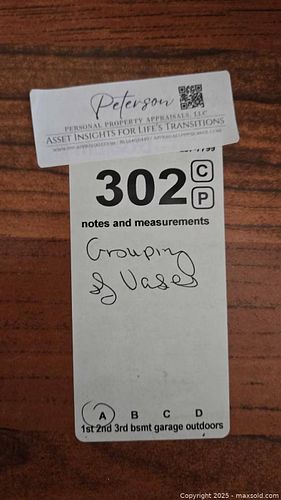 Peterson
PERSONAL PROPERTY APPRAISALS, LLC
ASSET INSIGHTS FOR LIFE'S TRANSITIONS
302
C
P
notes and measurements
Grouping
of Vases
A B C D
1st 2nd 3rd bsmt garage outdoors
Copyright © 2025 - maxsold.com